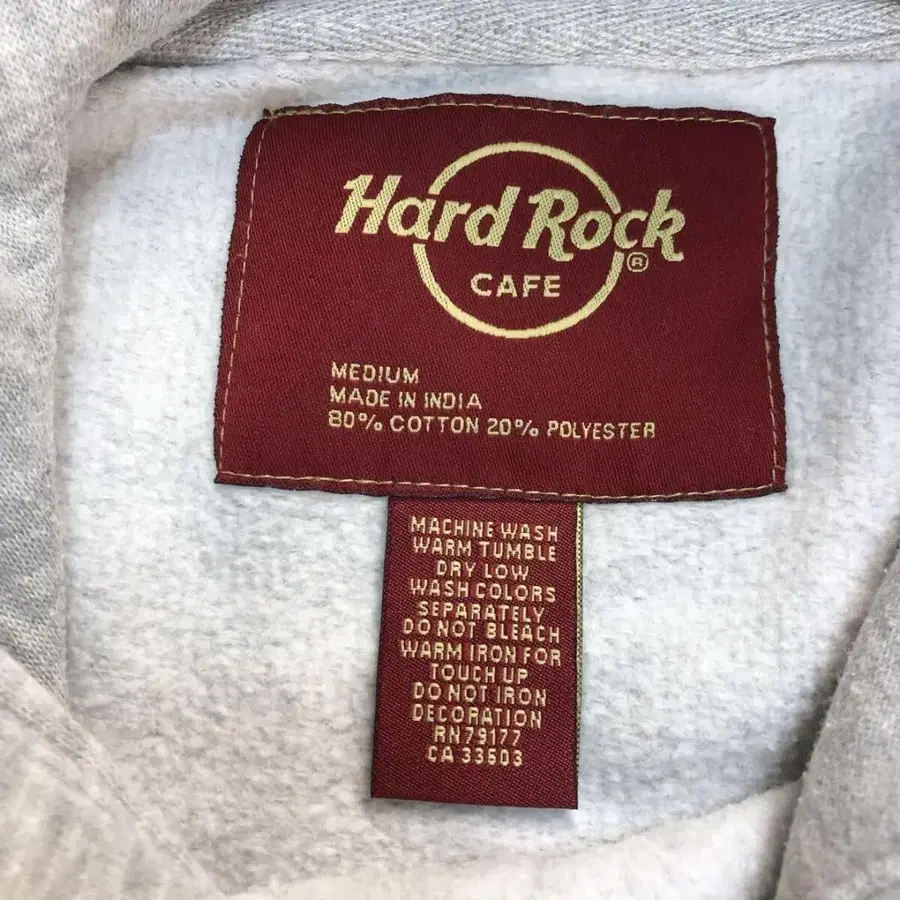 Hard Rock
®
CAFE
MEDIUM
MADE IN INDIA
80% COTTON 20% POLYESTER
MACHINE WASH
WARM TUMBLE
DRY LOW
WASH COLORS
SEPARATELY
DO NOT BLEACH
WARM IRON FOR
TOUCH UP
DO NOT IRON
DECORATION
RN79177
CA 33603